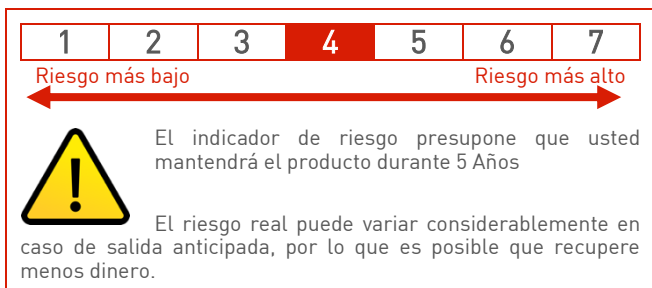 1 2 3 4 5 6 7
Riesgo más bajo Riesgo más alto
El indicador de riesgo presupone que usted
mantendrá el producto durante 5 Años
El riesgo real puede variar considerablemente en
caso de salida anticipada, por lo que es posible que recupere
menos dinero.